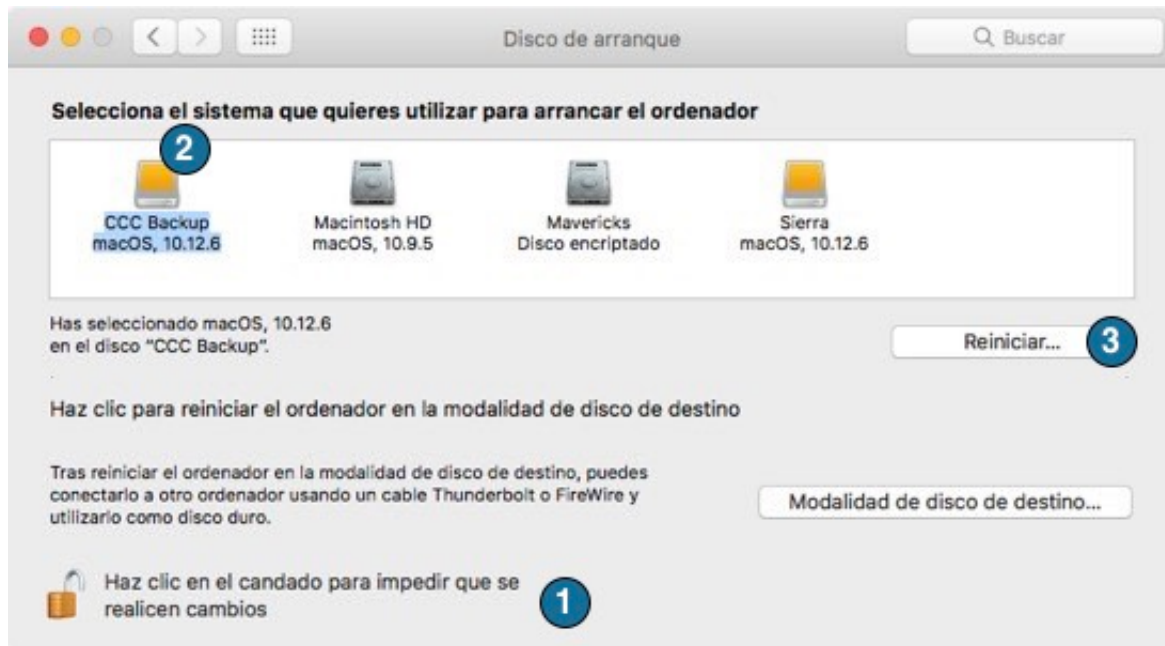 Disco de arranque
Buscar
Selecciona el sistema que quieres utilizar para arrancar el ordenador
2
CCC Backup
macOS, 10.12.6
Macintosh HD
macOS, 10.9.5
Mavericks
Disco encriptado
Sierra
macOS, 10.12.6
Has seleccionado macOS, 10.12.6
en el disco "CCC Backup".
Reiniciar...
3
Haz clic para reiniciar el ordenador en la modalidad de disco de destino
Tras reiniciar el ordenador en la modalidad de disco de destino, puedes
conectarlo a otro ordenador usando un cable Thunderbolt o FireWire y
utilizarlo como disco duro.
Modalidad de disco de destino...
Haz clic en el candado para impedir que se
realicen cambios
1